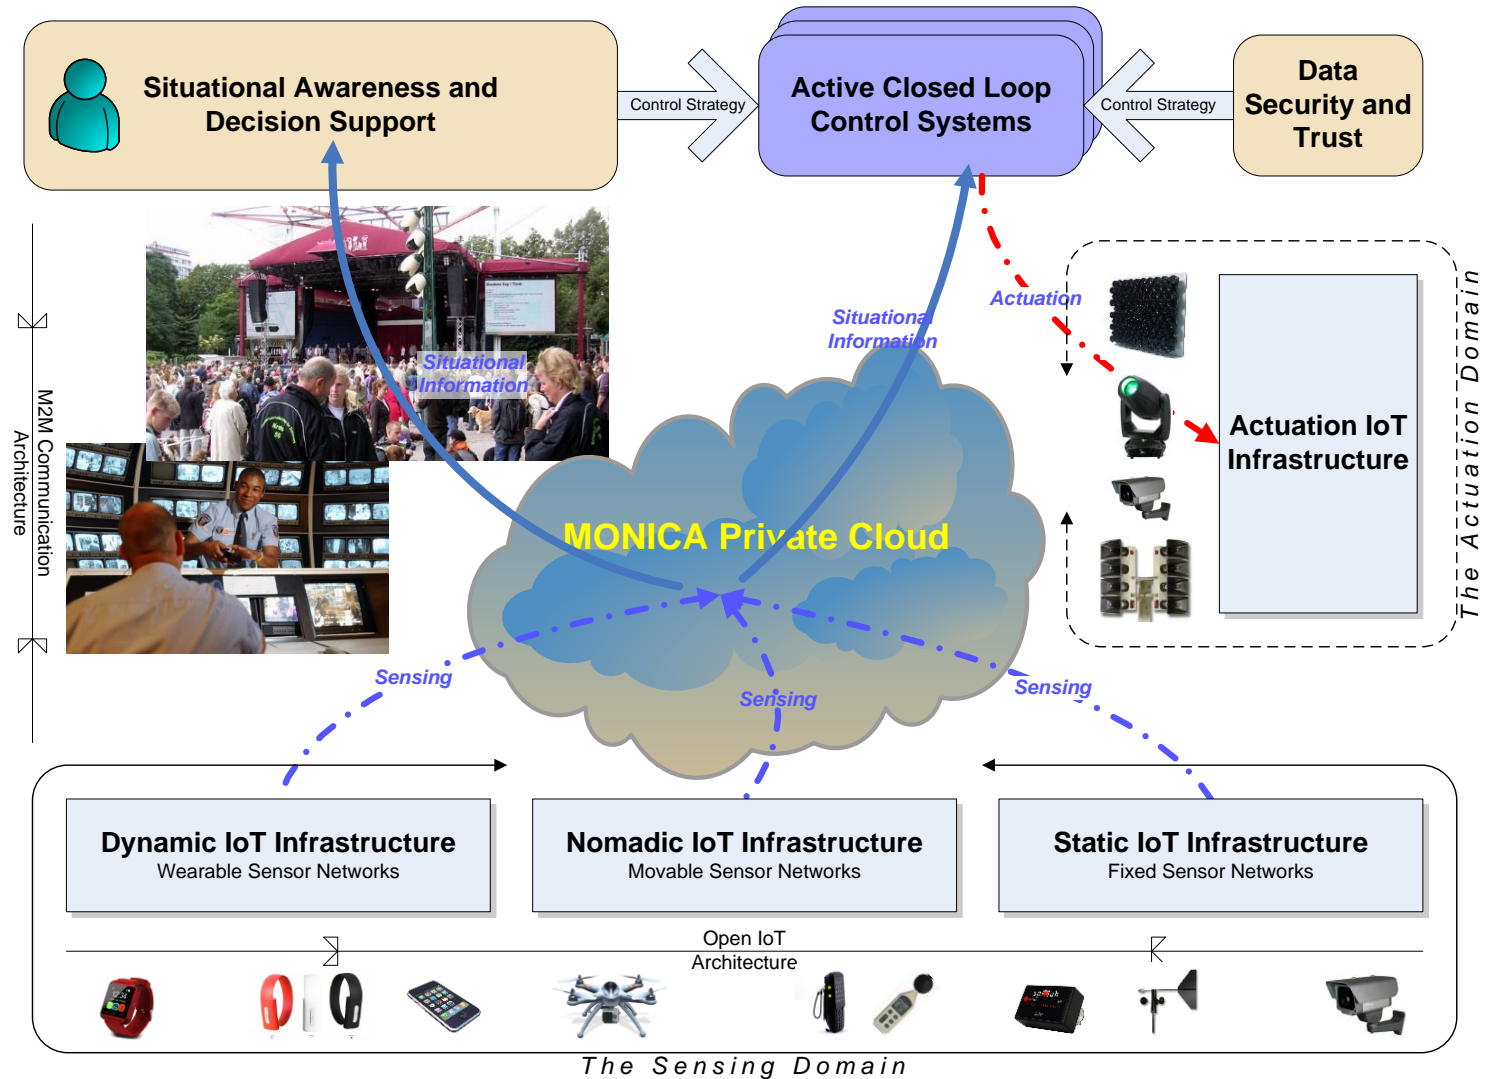 Situational Awareness and
Decision Support
Control Strategy
Active Closed Loop
Control Systems
Control Strategy
Data
Security and
Trust
M2M Communication
Architecture
Situational
Information
Situational
Information
Actuation
Actuation IoT
Infrastructure
The Actuation Domain
MONICA Private Cloud
Sensing
Sensing
Sensing
Dynamic IoT Infrastructure
Wearable Sensor Networks
Nomadic IoT Infrastructure
Movable Sensor Networks
Static IoT Infrastructure
Fixed Sensor Networks
Open IoT
Architecture
The Sensing Domain